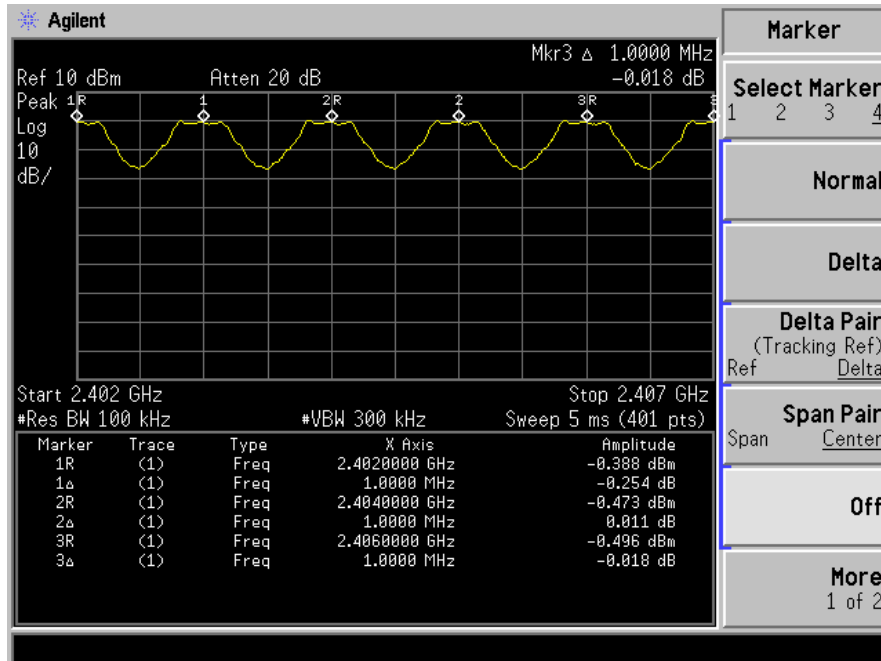 Agilent
Mkr3 Δ 1.0000 MHz
Ref 10 dBm Atten 20 dB -0.018 dB
Peak
Log
10
dB/
1R 1 2R 2 3R 3
Start 2.402 GHz Stop 2.407 GHz
#Res BW 100 kHz #VBW 300 kHz Sweep 5 ms (401 pts)
Marker Trace Type X Axis Amplitude
1R (1) Freq 2.4020000 GHz -0.388 dBm
1Δ (1) Freq 1.0000 MHz -0.254 dB
2R (1) Freq 2.4040000 GHz -0.473 dBm
2Δ (1) Freq 1.0000 MHz 0.011 dB
3R (1) Freq 2.4060000 GHz -0.496 dBm
3Δ (1) Freq 1.0000 MHz -0.018 dB
Marker
Select Marker
1 2 3 4
Normal
Delta
Delta Pair
(Tracking Ref)
Ref Delta
Span Pair
Span Center
Off
More
1 of 2